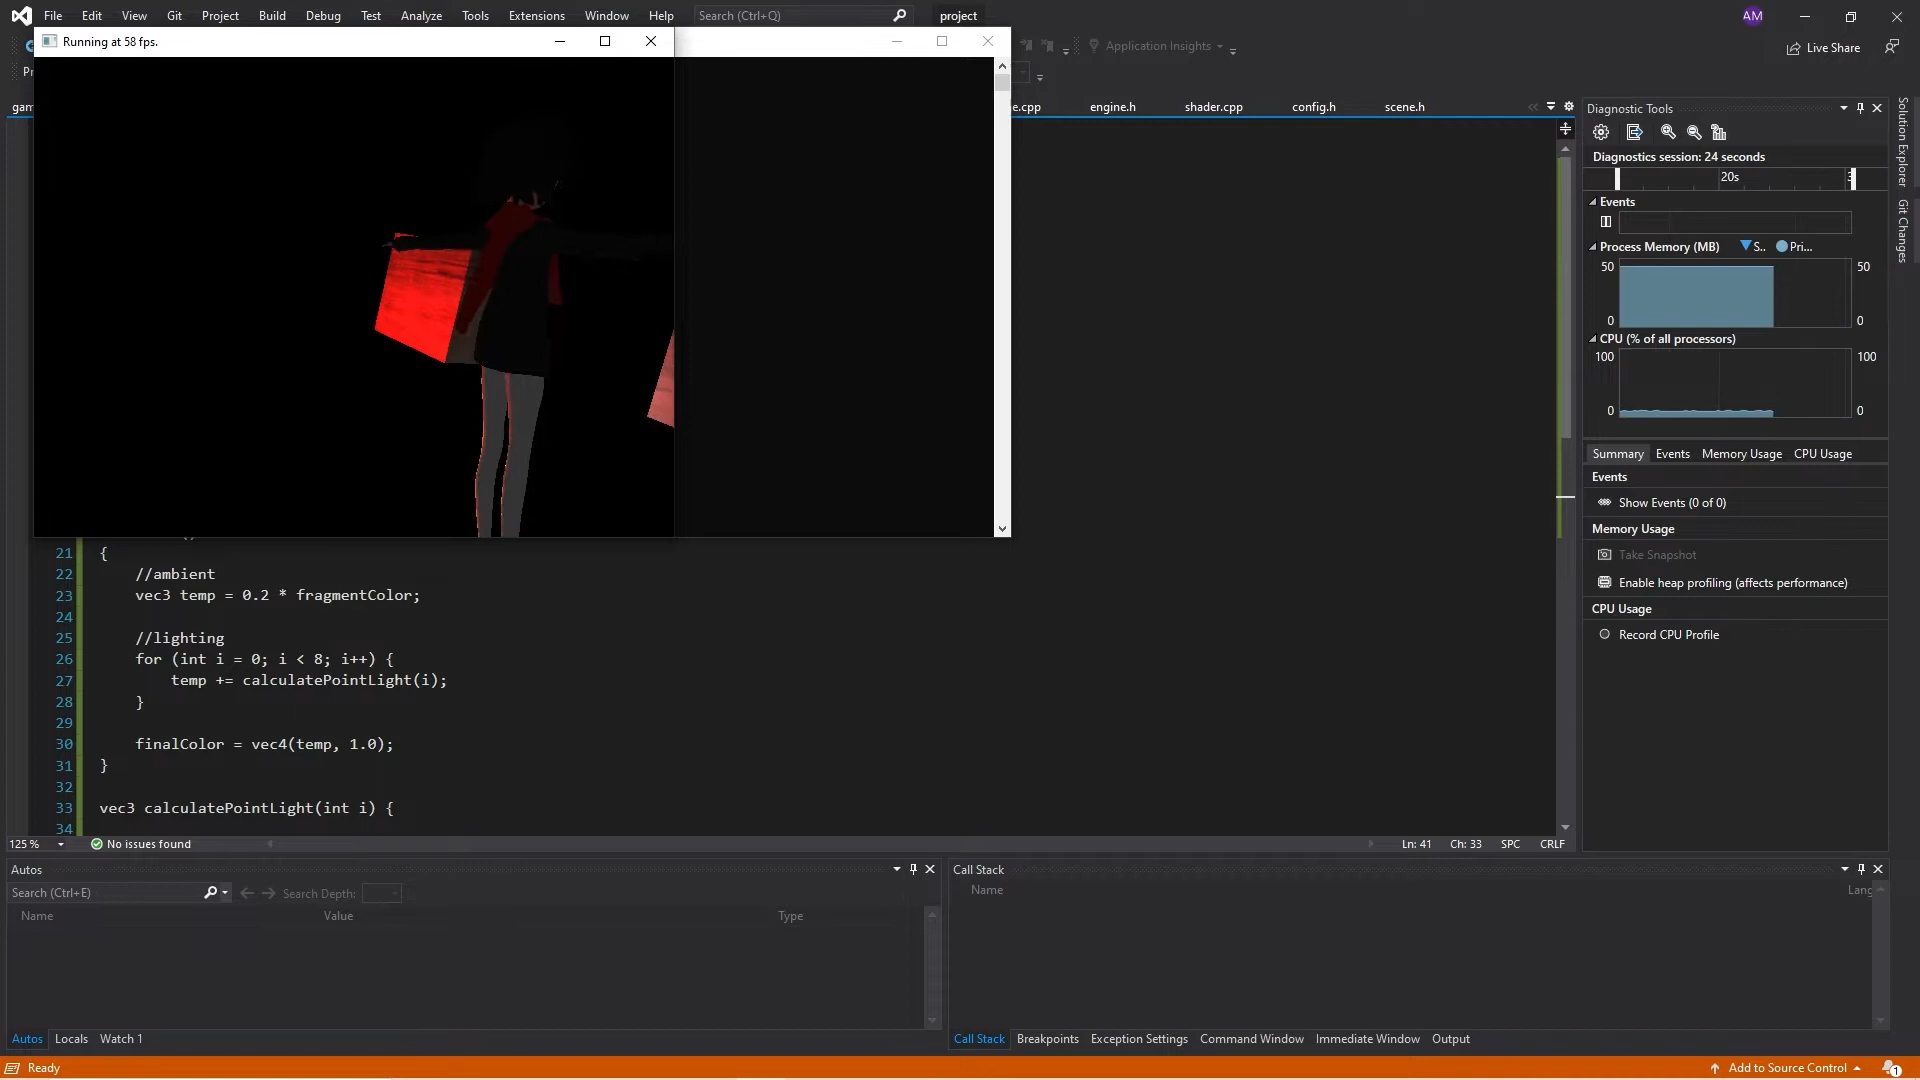 File Edit View Git Project Build Debug Test Analyze Tools Extensions Window Help Search (Ctrl+Q) project AM
Running at 58 fps.
Application Insights
Live Share
engine.h shader.cpp config.h scene.h
Diagnostic Tools
Diagnostics session: 24 seconds
20s
Events
Process Memory (MB) S.. Pri...
50 50
0 0
CPU (% of all processors)
100 100
0 0
Summary Events Memory Usage CPU Usage
Events
Show Events (0 of 0)
Memory Usage
Take Snapshot
Enable heap profiling (affects performance)
CPU Usage
Record CPU Profile
Solution Explorer
Git Changes
21 {
22 //ambient
23 vec3 temp = 0.2 * fragmentColor;
24
25 //lighting
26 for (int i = 0; i < 8; i++) {
27 temp += calculatePointLight(i);
28 }
29
30 finalColor = vec4(temp, 1.0);
31 }
32
33 vec3 calculatePointLight(int i) {
34
125 % No issues found Ln: 41 Ch: 33 SPC CRLF
Autos
Search (Ctrl+E) Search Depth:
Name Value Type
Autos Locals Watch 1
Call Stack
Name Lang
Call Stack Breakpoints Exception Settings Command Window Immediate Window Output
Ready Add to Source Control 1